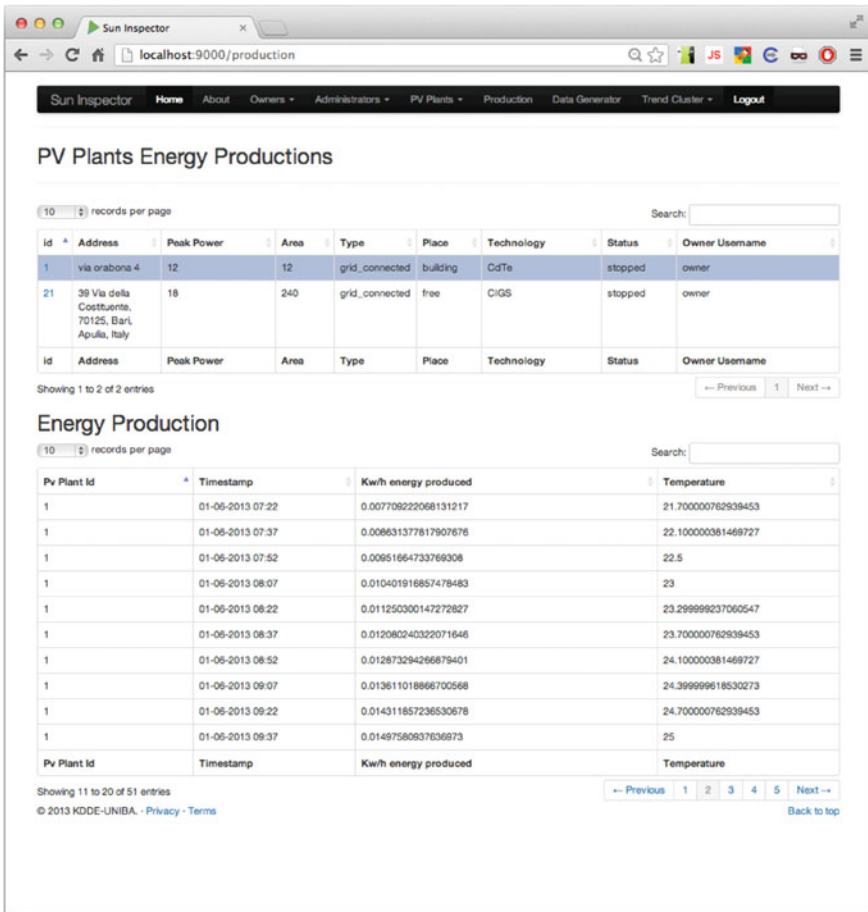 Sun Inspector
localhost:9000/production
JS
Sun Inspector Home About Owners Administrators PV Plants Production Data Generator Trend Cluster Logout
PV Plants Energy Productions
10 records per page Search:
id Address Peak Power Area Type Place Technology Status Owner Username
1 via orabona 4 12 12 grid_connected building CdTe stopped owner
21 39 Via della Costituente, 70125, Bari, Apulia, Italy 18 240 grid_connected free CIGS stopped owner
id Address Peak Power Area Type Place Technology Status Owner Username
Showing 1 to 2 of 2 entries ← Previous 1 Next →
Energy Production
10 records per page Search:
Pv Plant Id Timestamp Kw/h energy produced Temperature
1 01-06-2013 07:22 0.007709222068131217 21.700000762939453
1 01-06-2013 07:37 0.008631377817907676 22.100000381469727
1 01-06-2013 07:52 0.00951664733769308 22.5
1 01-06-2013 08:07 0.010401916857478483 23
1 01-06-2013 08:22 0.011250300147272827 23.299999237060547
1 01-06-2013 08:37 0.012080240322071646 23.700000762939453
1 01-06-2013 08:52 0.012873294266879401 24.100000381469727
1 01-06-2013 09:07 0.013611018866700568 24.399999618530273
1 01-06-2013 09:22 0.014311857236530678 24.700000762939453
1 01-06-2013 09:37 0.01497580937636973 25
Pv Plant Id Timestamp Kw/h energy produced Temperature
Showing 11 to 20 of 51 entries ← Previous 1 2 3 4 5 Next →
© 2013 KDDE-UNIBA. · Privacy · Terms Back to top